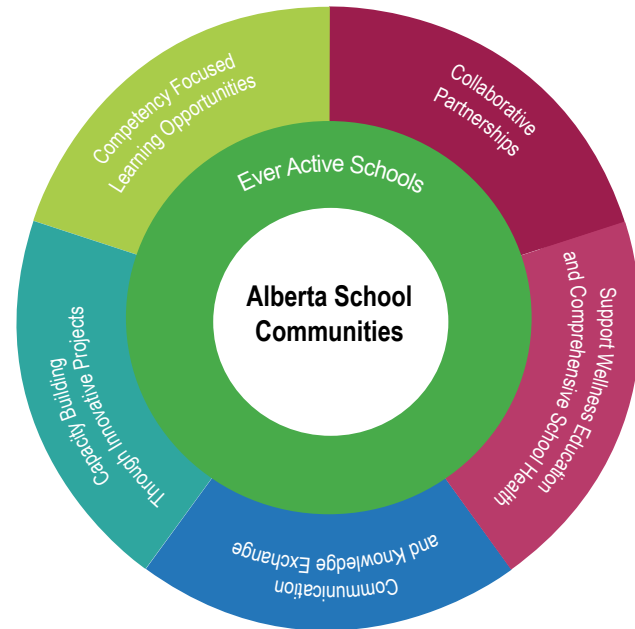 Competency Focused
Learning Opportunities
Collaborative
Partnerships
Ever Active Schools
Alberta School
Communities
Support Wellness Education
and Comprehensive School Health
Capacity Building
Through Innovative Projects
Communication
and Knowledge Exchange